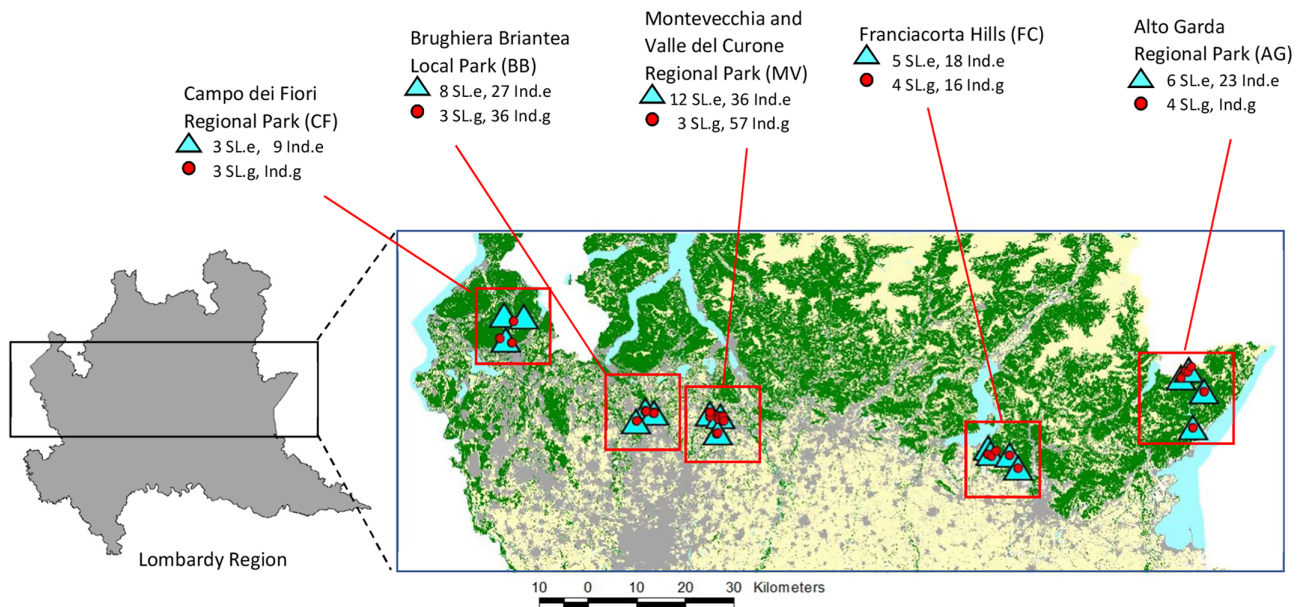 Campo dei Fiori
Regional Park (CF)
3 SL.e, 9 Ind.e
3 SL.g, Ind.g
Brughiera Briantea
Local Park (BB)
8 SL.e, 27 Ind.e
3 SL.g, 36 Ind.g
Montevecchia and
Valle del Curone
Regional Park (MV)
12 SL.e, 36 Ind.e
3 SL.g, 57 Ind.g
Franciacorta Hills (FC)
5 SL.e, 18 Ind.e
4 SL.g, 16 Ind.g
Alto Garda
Regional Park (AG)
6 SL.e, 23 Ind.e
4 SL.g, Ind.g
Lombardy Region
10 0 10 20 30 Kilometers